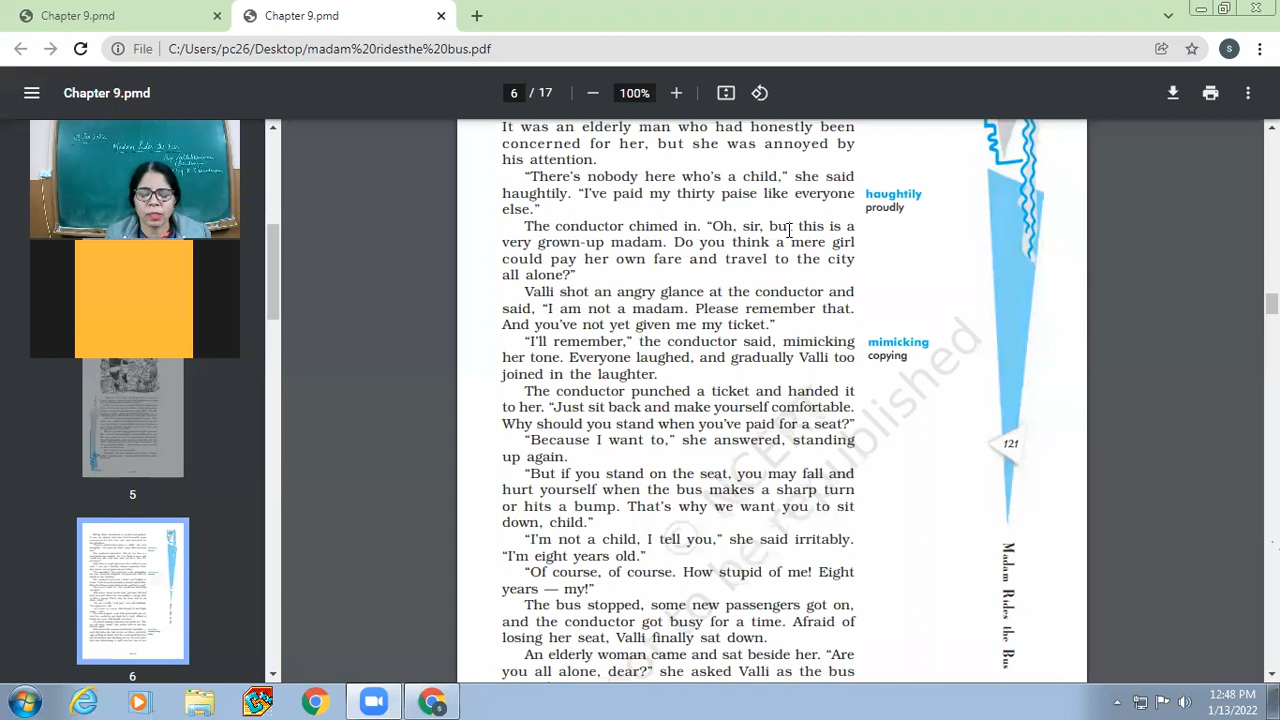 Chapter 9.pmd
Chapter 9.pmd
File
C:/Users/pc26/Desktop/madam%20ridesthe%20bus.pdf
S
Chapter 9.pmd
6 / 17
100%
Madam Rides the Bus
5
6
It was an elderly man who had honestly been
concerned for her, but she was annoyed by
his attention.
“There’s nobody here who’s a child,” she said
haughtily. “I’ve paid my thirty paise like everyone
else.”
The conductor chimed in. “Oh, sir, but this is a
very grown-up madam. Do you think a mere girl
could pay her own fare and travel to the city
all alone?”
Valli shot an angry glance at the conductor and
said, “I am not a madam. Please remember that.
And you’ve not yet given me my ticket.”
“I’ll remember,” the conductor said, mimicking
her tone. Everyone laughed, and gradually Valli too
joined in the laughter.
The conductor punched a ticket and handed it
to her. “Just sit back and make yourself comfortable.
Why should you stand when you’ve paid for a seat?”
“Because I want to,” she answered, standing
up again.
“But if you stand on the seat, you may fall and
hurt yourself when the bus makes a sharp turn
or hits a bump. That’s why we want you to sit
down, child.”
“I’m not a child, I tell you,” she said irritably.
“I’m eight years old.”
“Of course, of course. How stupid of me! Eight
years — my!”
The bus stopped, some new passengers got on,
and the conductor got busy for a time. Afraid of
losing her seat, Valli finally sat down.
An elderly woman came and sat beside her. “Are
you all alone, dear?” she asked Valli as the bus
haughtily
proudly
mimicking
copying
121
Madam Rides the Bus
12:48 PM
1/13/2022